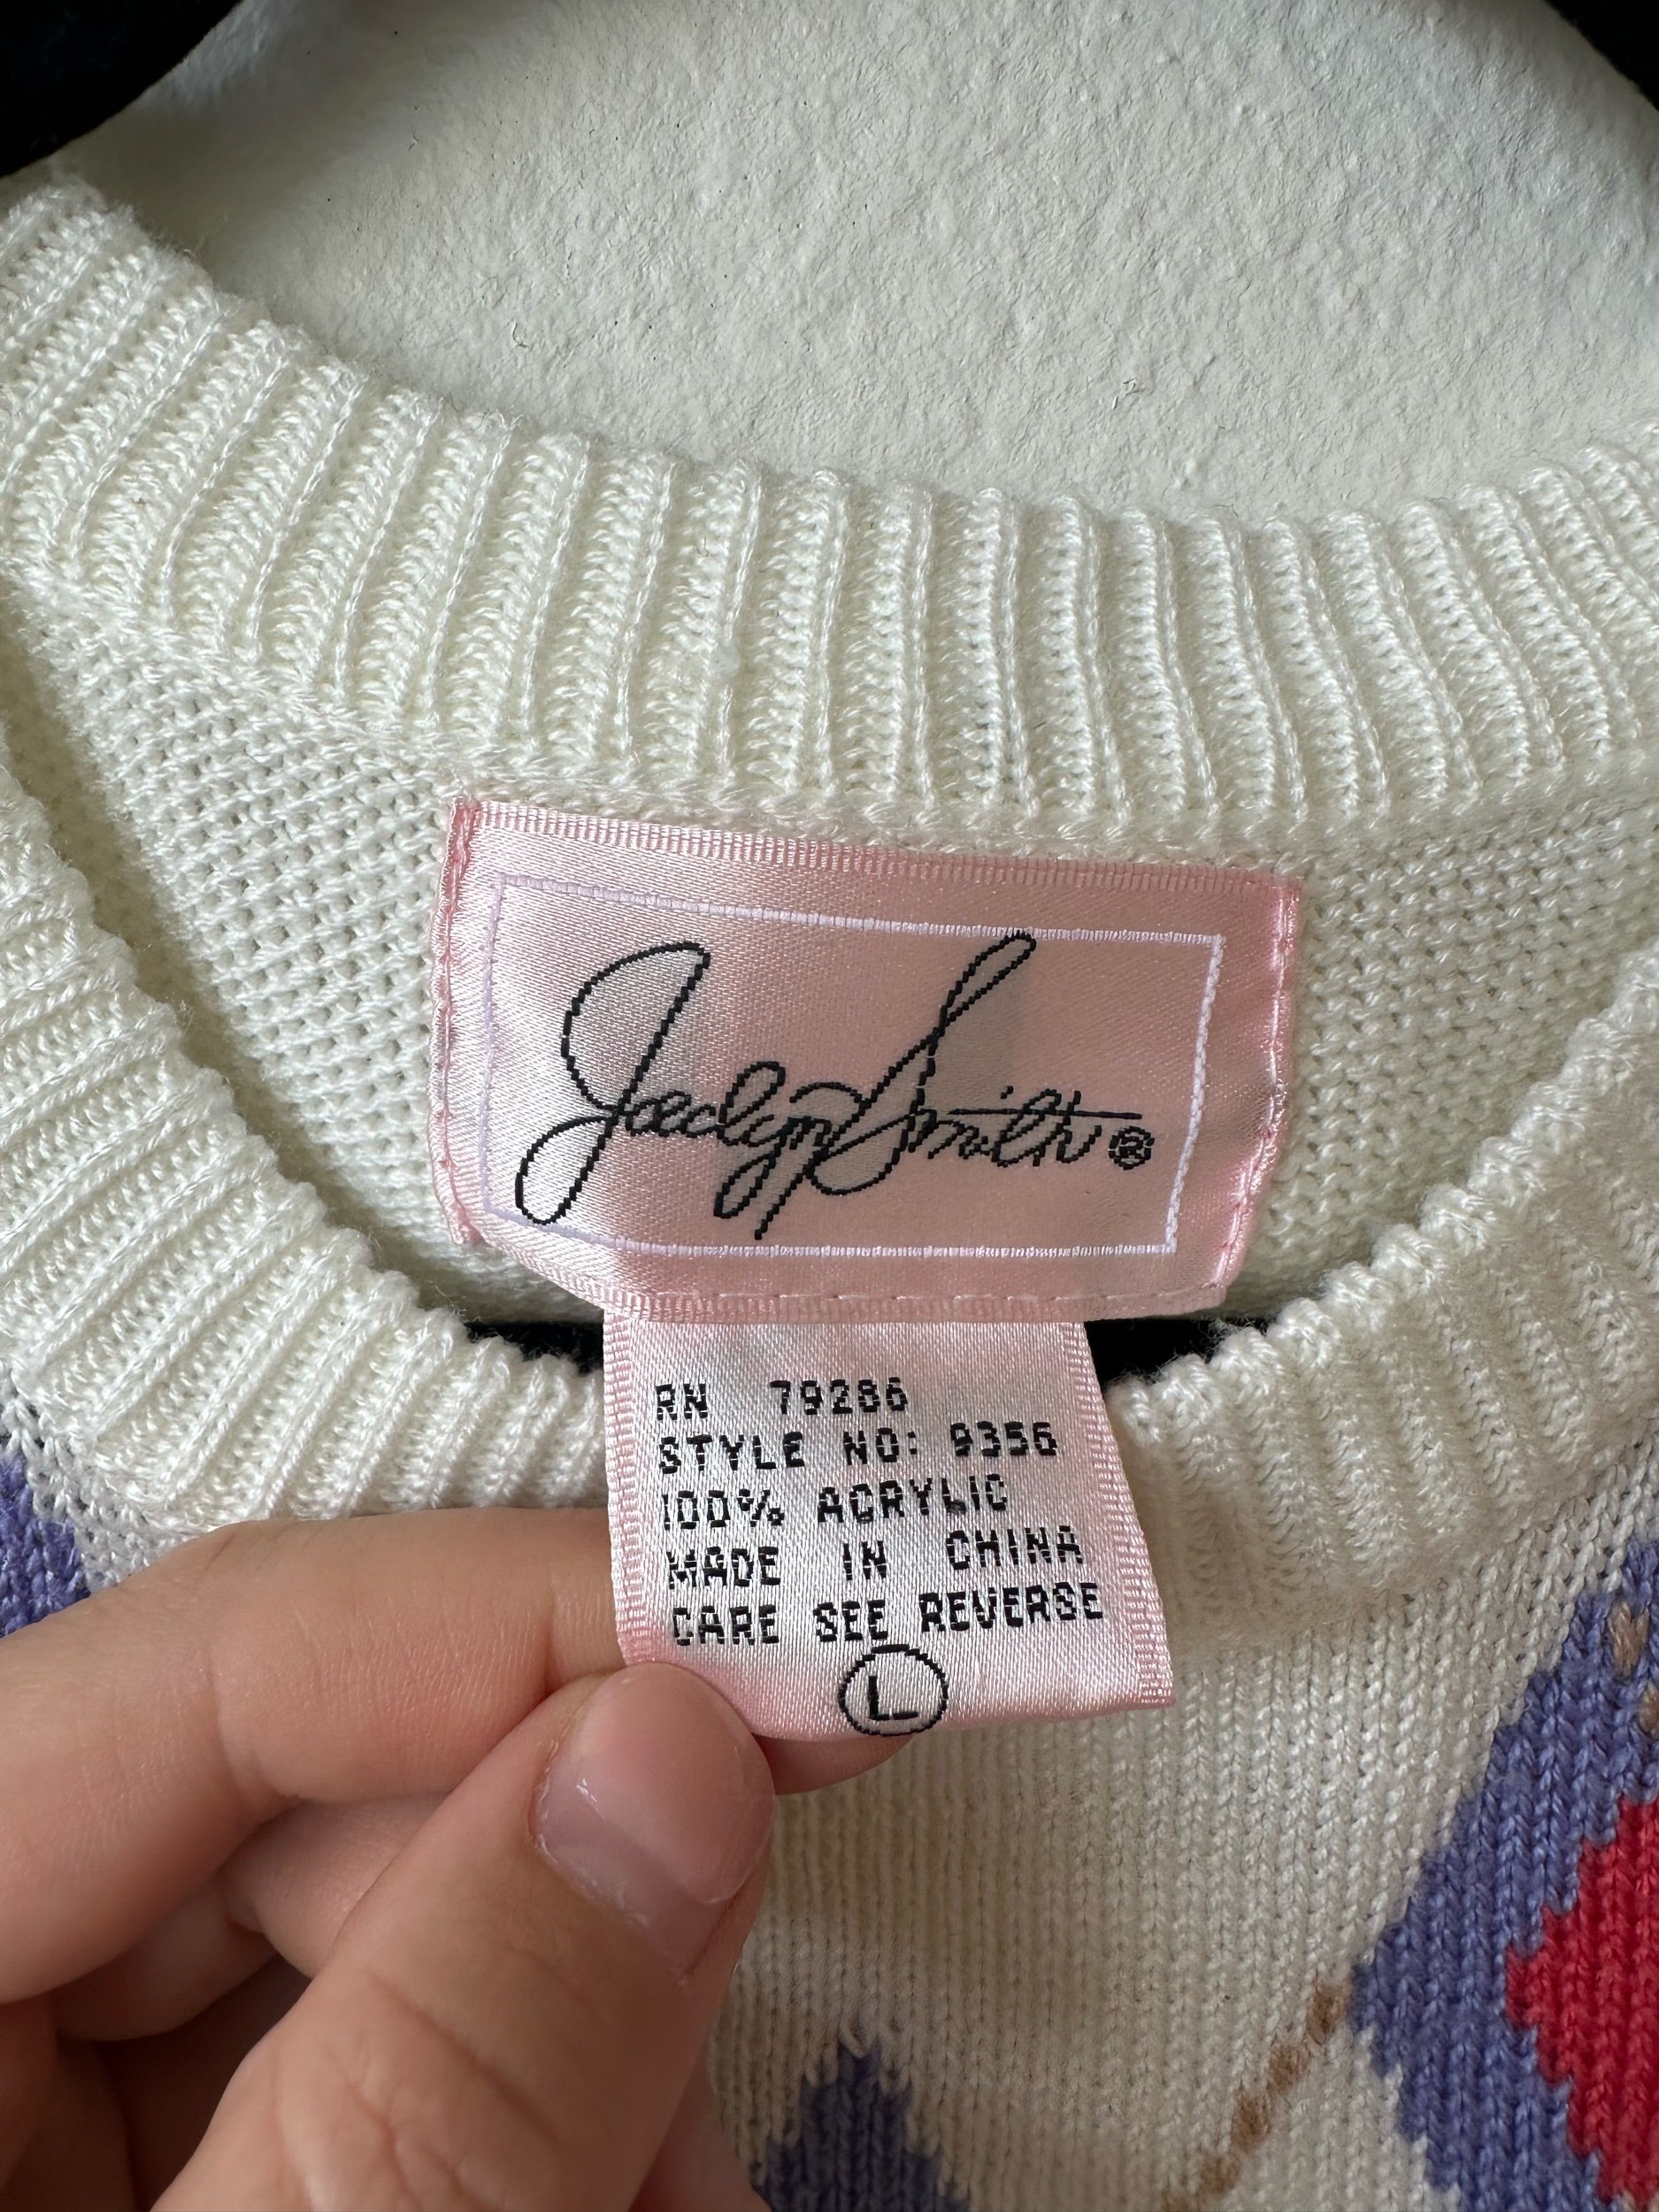 Jaclyn Smith®
RN 79286
STYLE NO: 9356
100% ACRYLIC
MADE IN CHINA
CARE SEE REVERSE
L